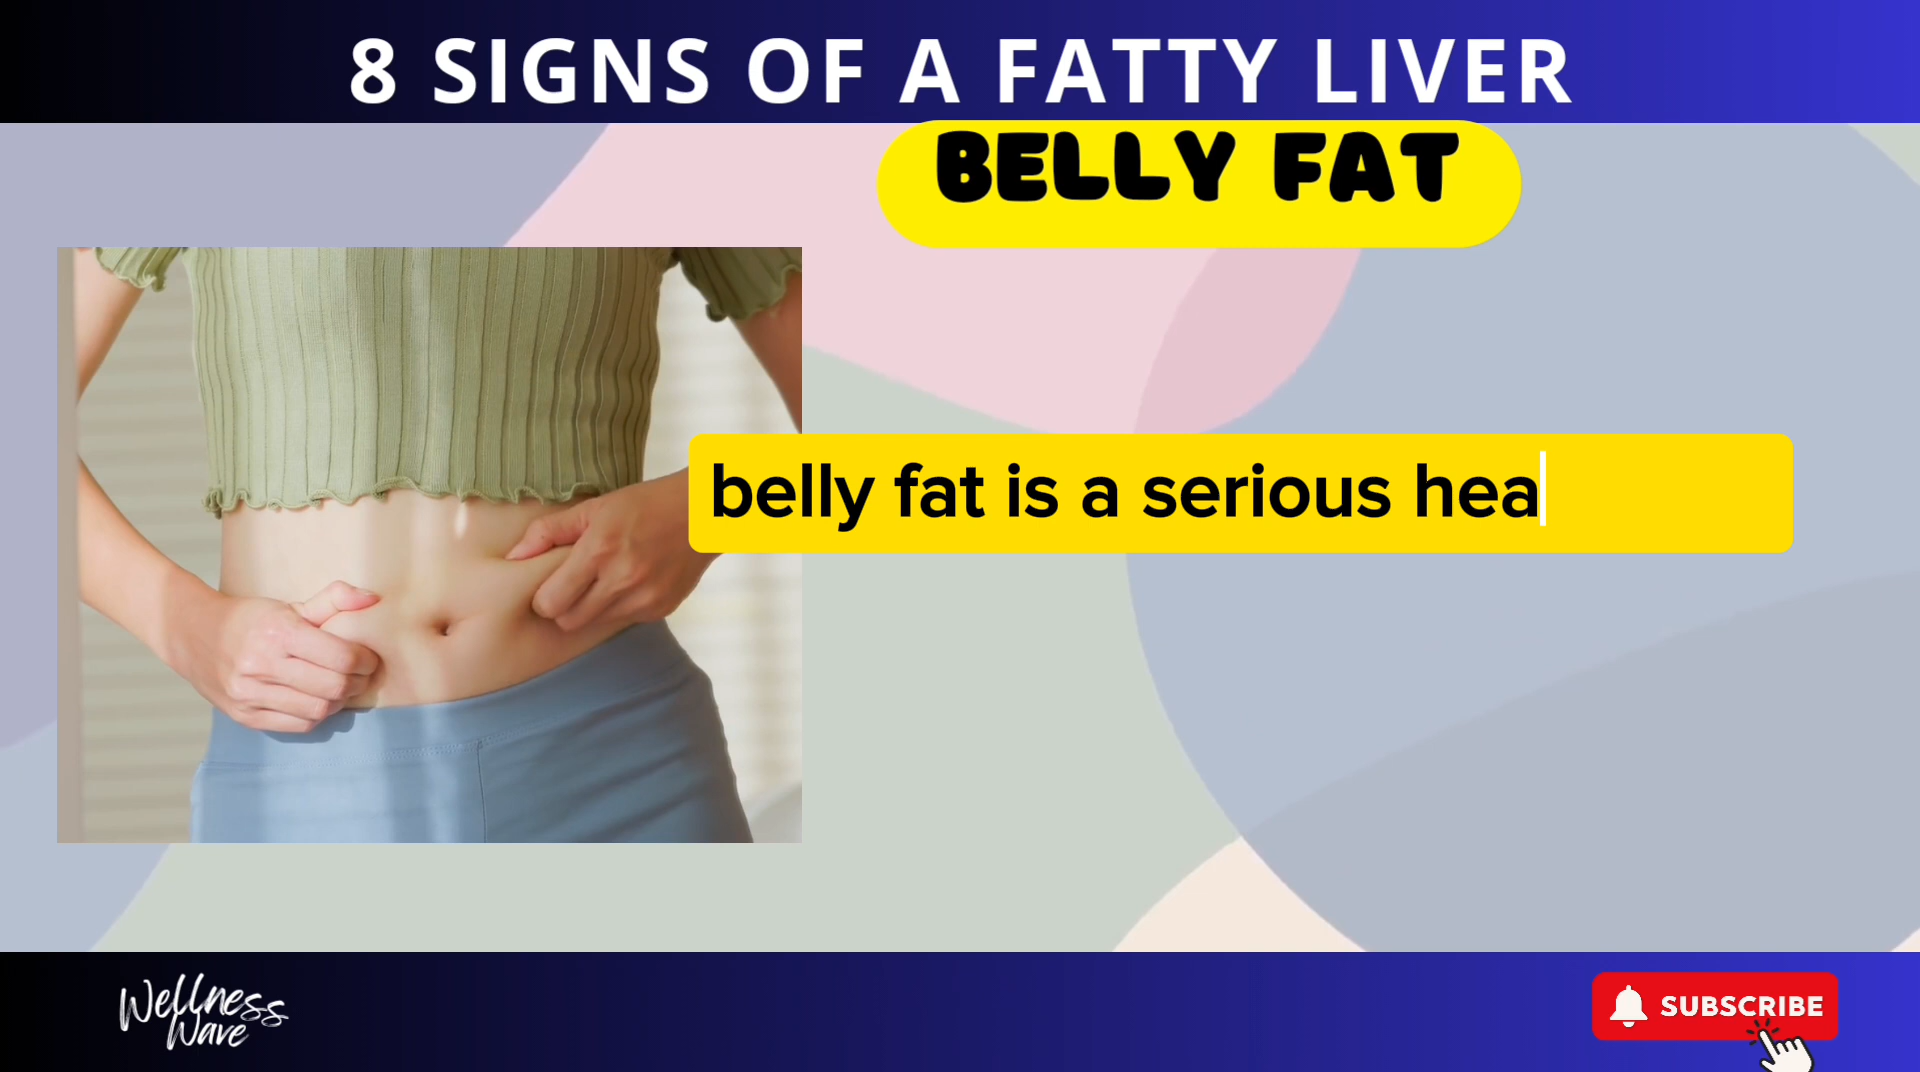 8 SIGNS OF A FATTY LIVER
BELLY FAT
belly fat is a serious hea
Wellness
Wave
SUBSCRIBE